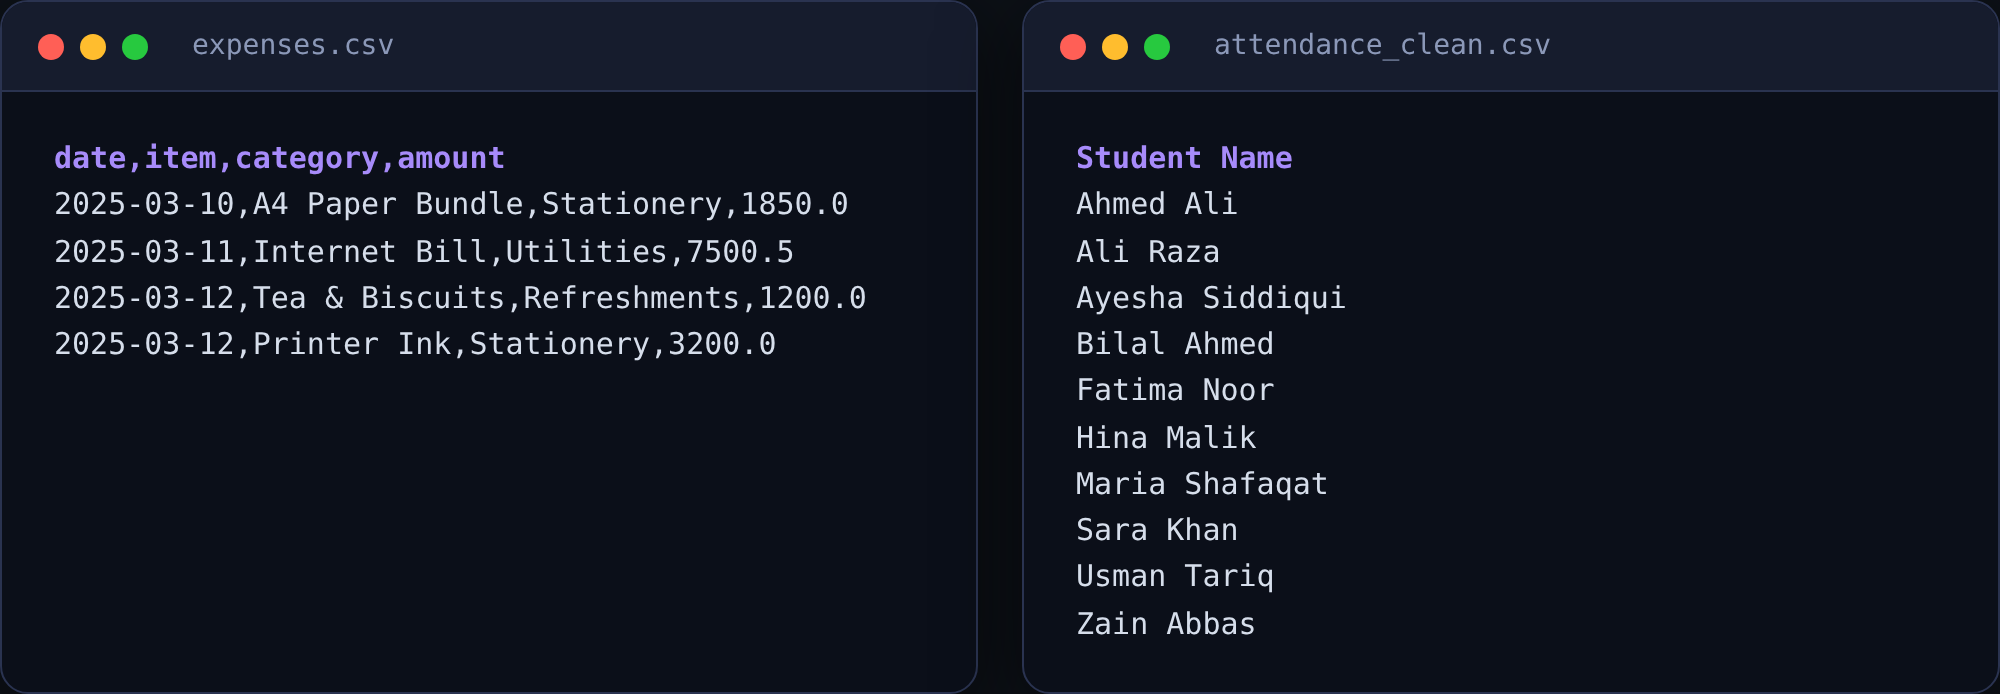 expenses.csv
date,item,category,amount
2025-03-10,A4 Paper Bundle,Stationery,1850.0
2025-03-11,Internet Bill,Utilities,7500.5
2025-03-12,Tea & Biscuits,Refreshments,1200.0
2025-03-12,Printer Ink,Stationery,3200.0
attendance_clean.csv
Student Name
Ahmed Ali
Ali Raza
Ayesha Siddiqui
Bilal Ahmed
Fatima Noor
Hina Malik
Maria Shafaqat
Sara Khan
Usman Tariq
Zain Abbas